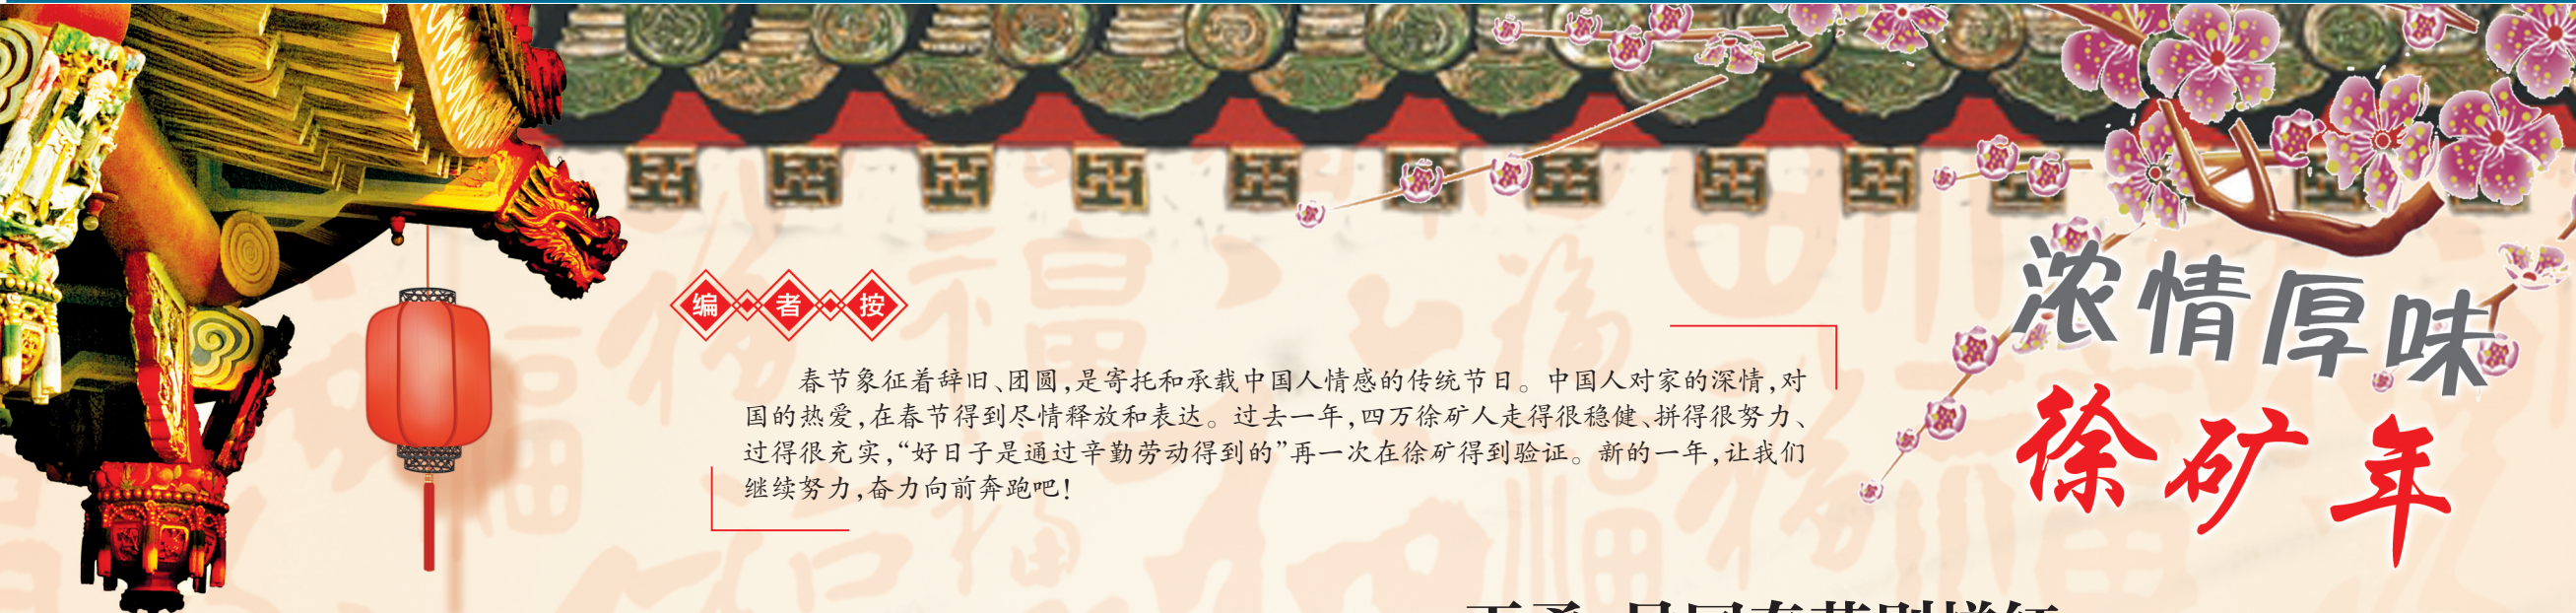 浓情厚味
徐矿年
编者按
春节象征着辞旧、团圆,是寄托和承载中国人情感的传统节日。中国人对家的深情,对
国的热爱,在春节得到尽情释放和表达。过去一年,四万徐矿人走得很稳健、拼得很努力、
过得很充实,“好日子是通过辛勤劳动得到的”再一次在徐矿得到验证。新的一年,让我们
继续努力,奋力向前奔跑吧!